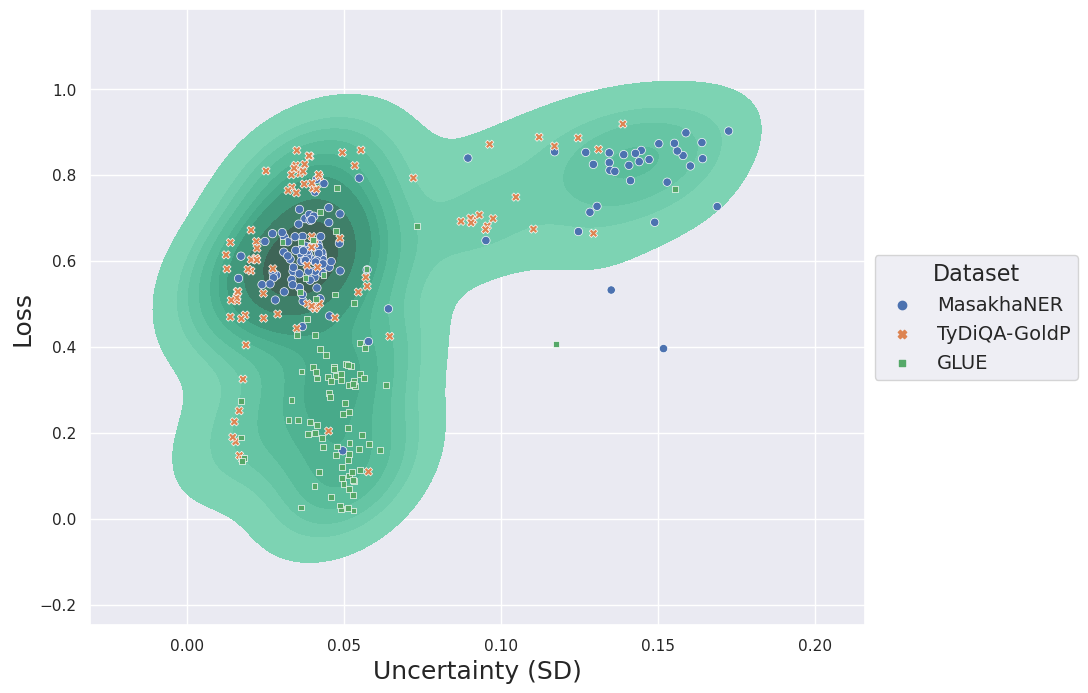 1.0
0.8
0.6
0.4
0.2
0.0
−0.2
Loss
0.00 0.05 0.10 0.15 0.20
Uncertainty (SD)
Dataset
MasakhaNER
TyDiQA-GoldP
GLUE